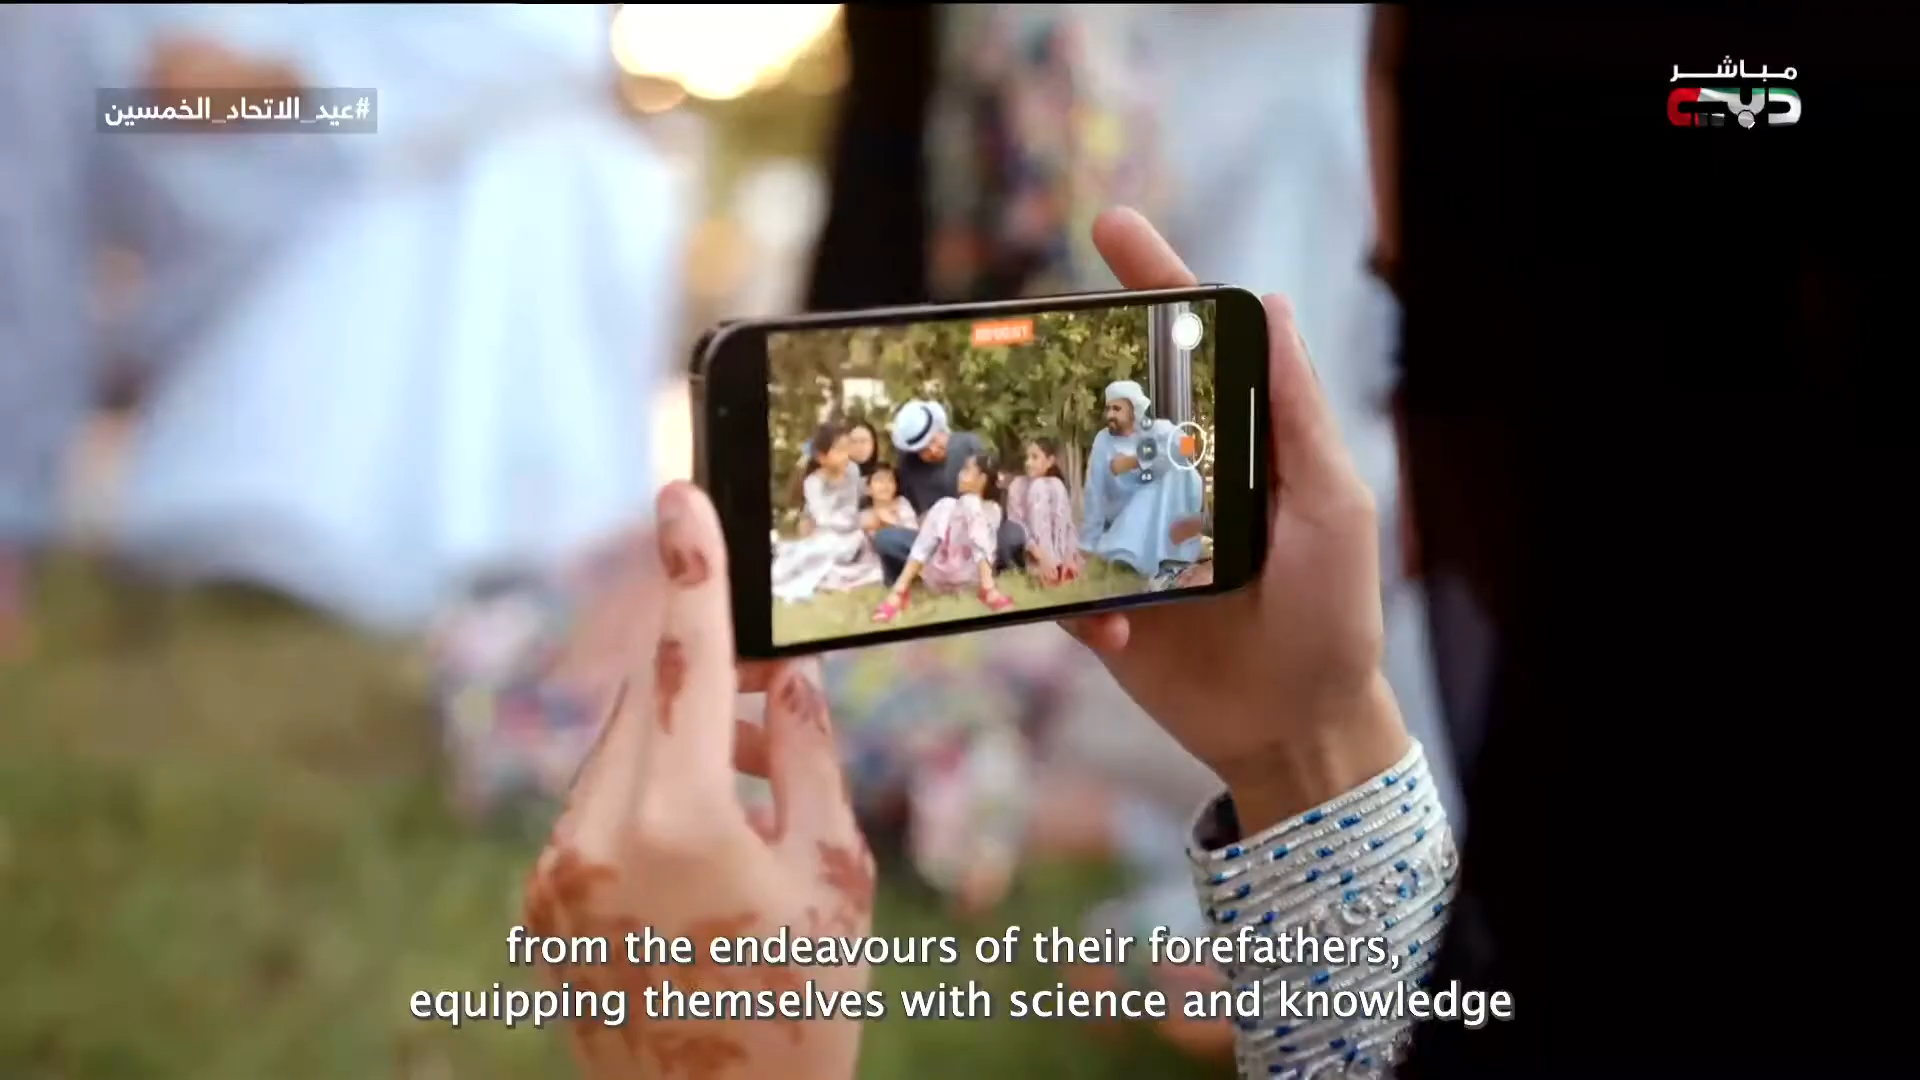 #عيد_الاتحاد_الخمسين
مباشر
دبي
from the endeavours of their forefathers,
equipping themselves with science and knowledge